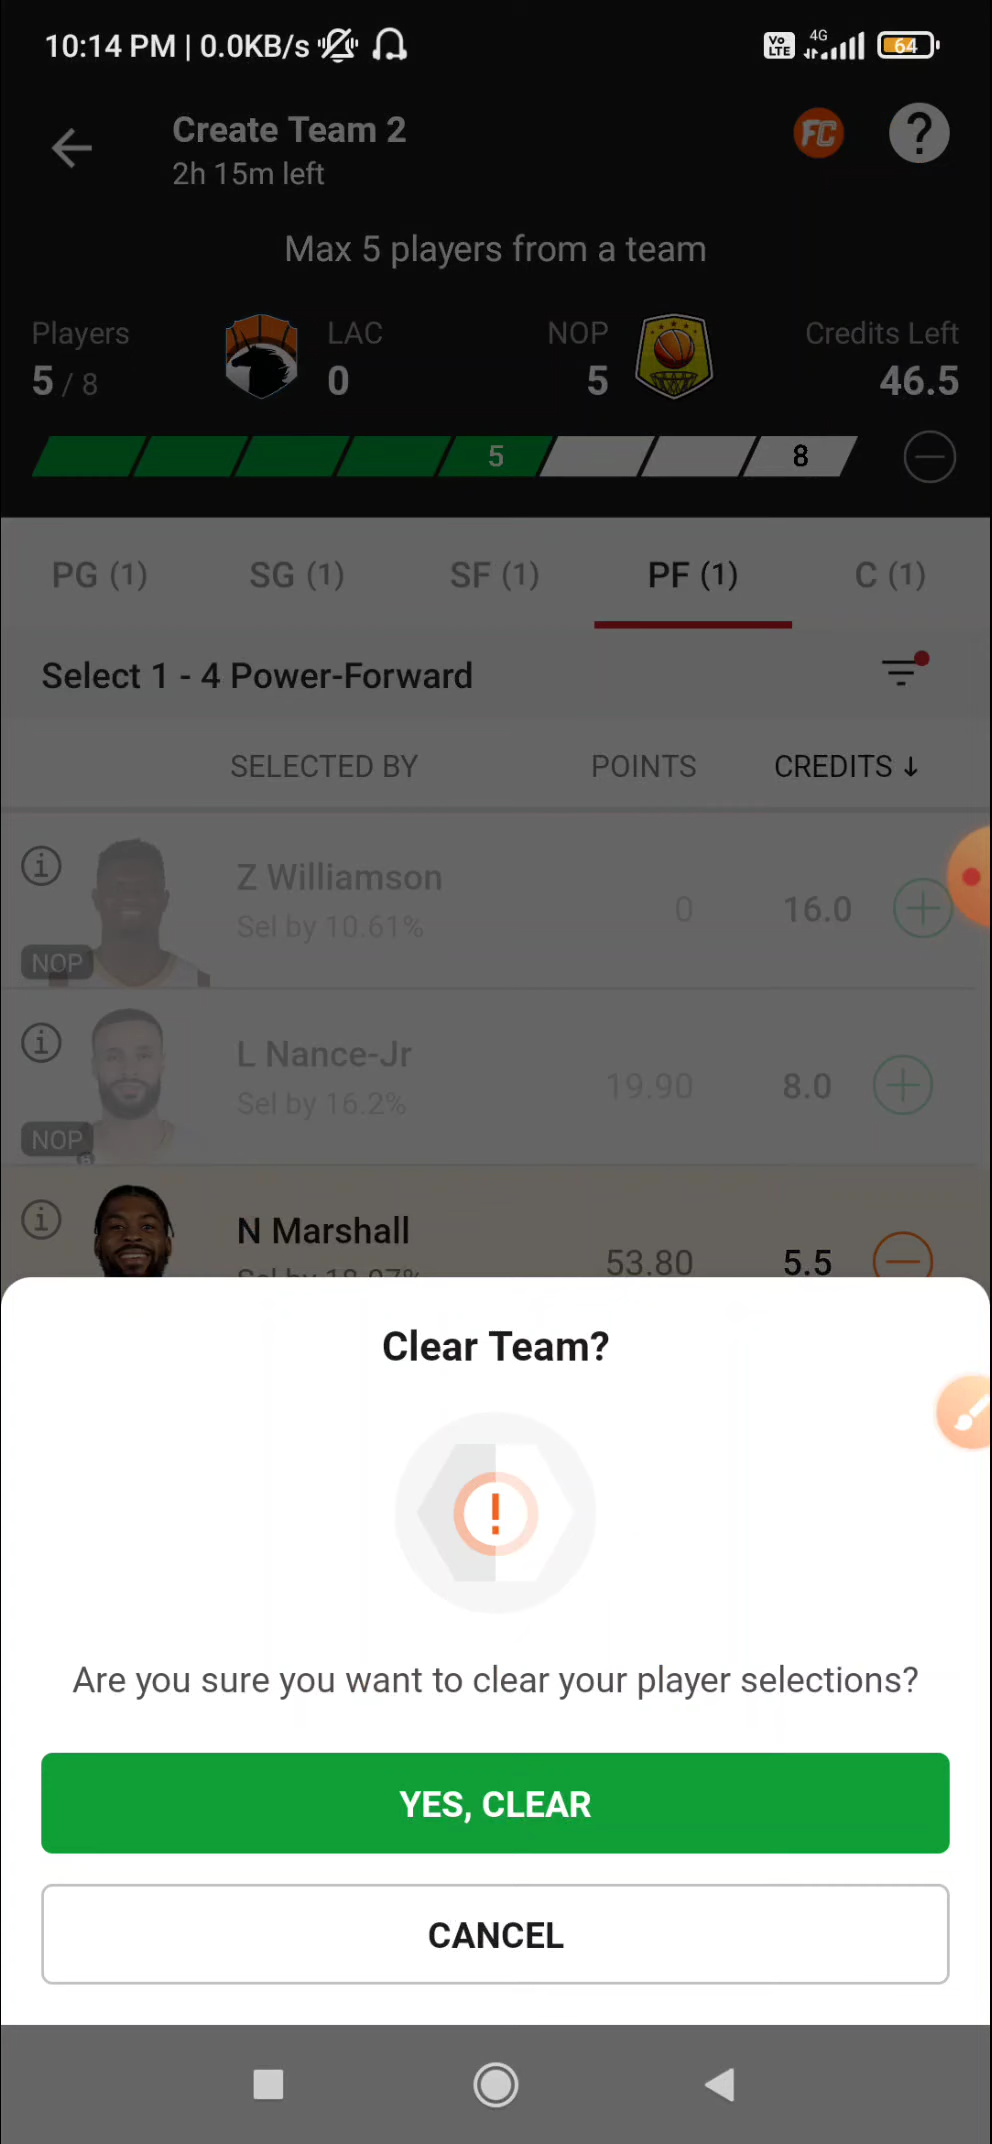 10:14 PM | 0.0KB/s Vo LTE 4G 64
Create Team 2 FC ?
2h 15m left
Max 5 players from a team
Players LAC NOP Credits Left
5 / 8 0 5 46.5
5 8
PG (1) SG (1) SF (1) PF (1) C (1)
Select 1 - 4 Power-Forward
SELECTED BY POINTS CREDITS ↓
Z Williamson
Sel by 10.61% 0 16.0
NOP
L Nance-Jr
Sel by 16.2% 19.90 8.0
NOP
N Marshall
53.80 5.5
Clear Team?
!
Are you sure you want to clear your player selections?
YES, CLEAR
CANCEL